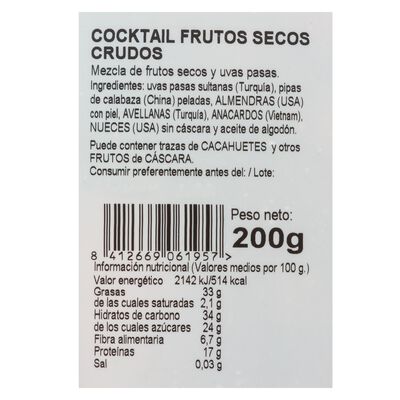 COCKTAIL FRUTOS SECOS
CRUDOS
Mezcla de frutos secos y uvas pasas.
Ingredientes: uvas pasas sultanas (Turquía), pipas
de calabaza (China) peladas, ALMENDRAS (USA)
con piel, AVELLANAS (Turquía), ANACARDOS (Vietnam),
NUECES (USA) sin cáscara y aceite de algodón.
Puede contener trazas de CACAHUETES y otros
FRUTOS de CÁSCARA.
Consumir preferentemente antes del: / Lote:
Peso neto:
200g
8 412669 061957
Información nutricional (Valores medios por 100 g.)
Valor energético 2142 kJ/514 kcal
Grasas 33 g
de las cuales saturadas 2,1 g
Hidratos de carbono 34 g
de los cuales azúcares 24 g
Fibra alimentaria 6,7 g
Proteínas 17 g
Sal 0,03 g